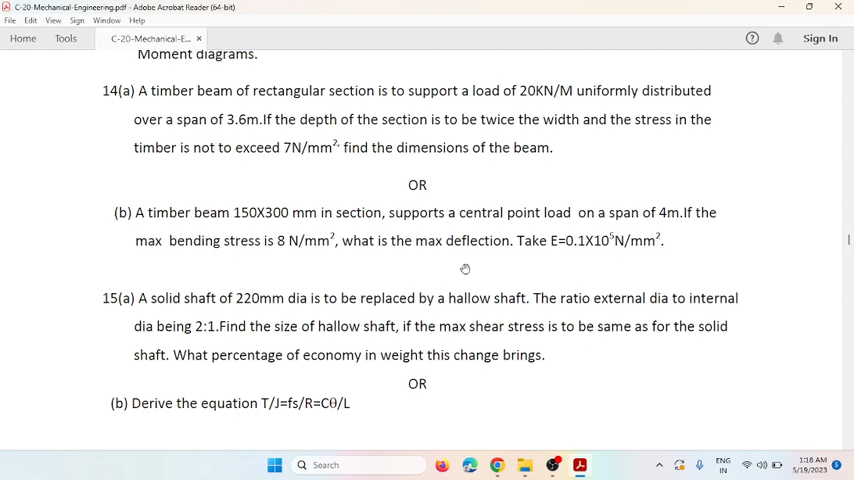 C-20-Mechanical-Engineering.pdf - Adobe Acrobat Reader (64-bit)
File Edit View Sign Window Help
Home Tools C-20-Mechanical-E... × Sign In
Moment diagrams.
14(a) A timber beam of rectangular section is to support a load of 20KN/M uniformly distributed
over a span of 3.6m.If the depth of the section is to be twice the width and the stress in the
timber is not to exceed 7N/mm2, find the dimensions of the beam.
OR
(b) A timber beam 150X300 mm in section, supports a central point load on a span of 4m.If the
max bending stress is 8 N/mm2, what is the max deflection. Take E=0.1X105N/mm2.
15(a) A solid shaft of 220mm dia is to be replaced by a hallow shaft. The ratio external dia to internal
dia being 2:1.Find the size of hallow shaft, if the max shear stress is to be same as for the solid
shaft. What percentage of economy in weight this change brings.
OR
(b) Derive the equation T/J=fs/R=Cθ/L
Search
ENG
IN
1:18 AM
5/19/2023
5